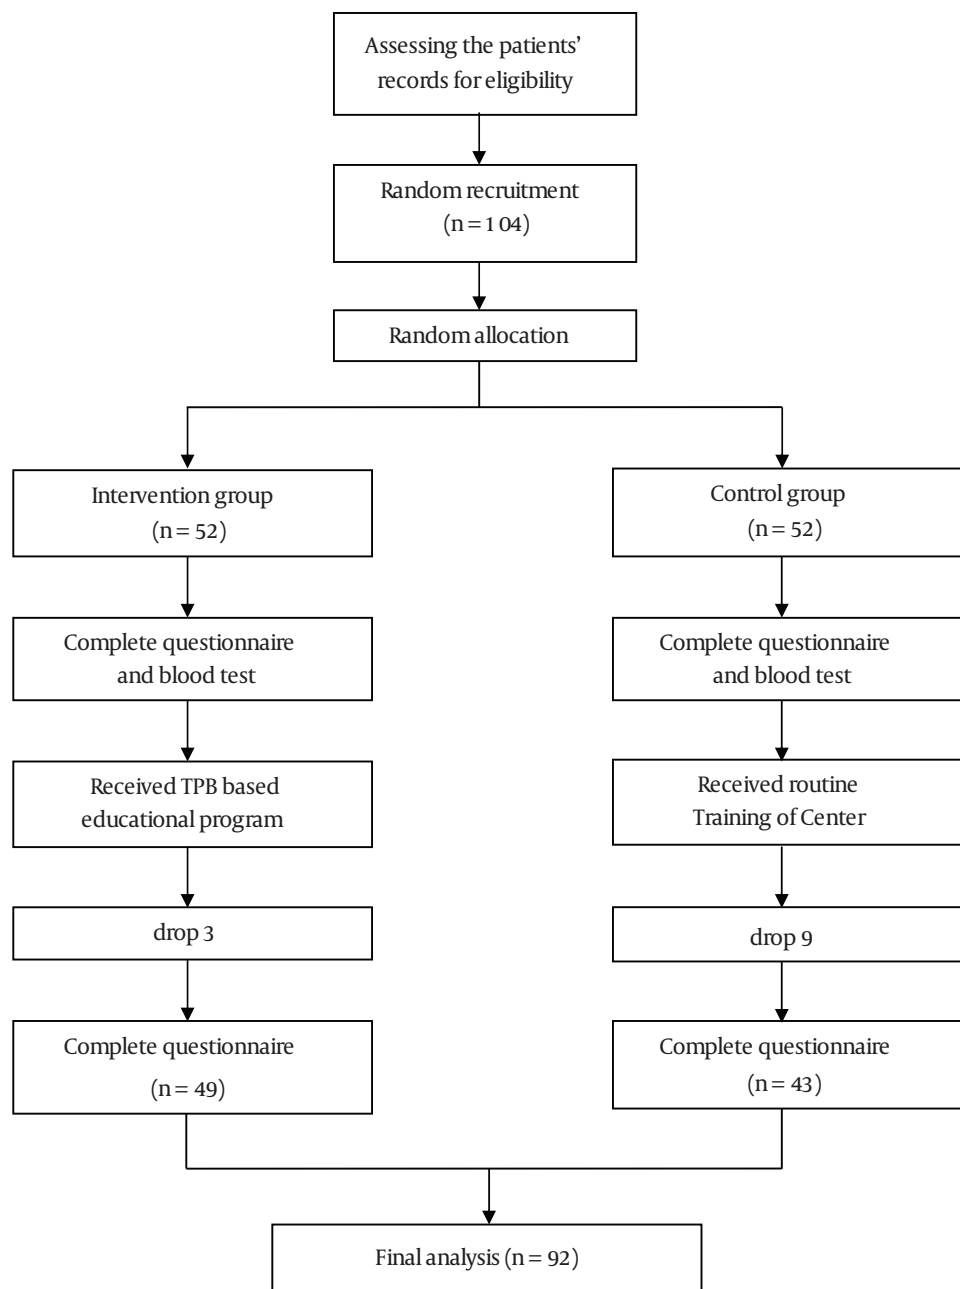 Assessing the patients’
records for eligibility
Random recruitment
(n = 1 04)
Random allocation
Intervention group
(n = 52)
Control group
(n = 52)
Complete questionnaire
and blood test
Complete questionnaire
and blood test
Received TPB based
educational program
Received routine
Training of Center
drop 3
drop 9
Complete questionnaire
(n = 49)
Complete questionnaire
(n = 43)
Final analysis (n = 92)